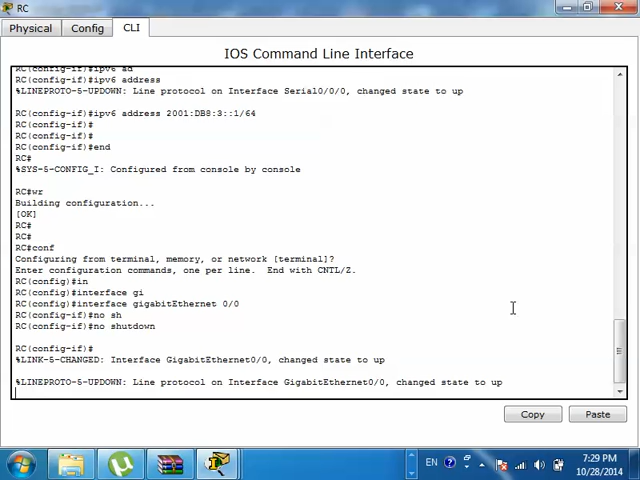 RC
Physical
Config
CLI
IOS Command Line Interface
RC(config-if)#ipv6 ad
RC(config-if)#ipv6 address
%LINEPROTO-5-UPDOWN: Line protocol on Interface Serial0/0/0, changed state to up
RC(config-if)#ipv6 address 2001:DB8:3::1/64
RC(config-if)#
RC(config-if)#
RC(config-if)#end
RC#
%SYS-5-CONFIG_I: Configured from console by console
RC#wr
Building configuration...
[OK]
RC#
RC#
RC#conf
Configuring from terminal, memory, or network [terminal]?
Enter configuration commands, one per line.  End with CNTL/Z.
RC(config)#in
RC(config)#interface gi
RC(config)#interface gigabitEthernet 0/0
RC(config-if)#no sh
RC(config-if)#no shutdown
RC(config-if)#
%LINK-5-CHANGED: Interface GigabitEthernet0/0, changed state to up
%LINEPROTO-5-UPDOWN: Line protocol on Interface GigabitEthernet0/0, changed state to up
Copy
Paste
EN
7:29 PM
10/28/2014